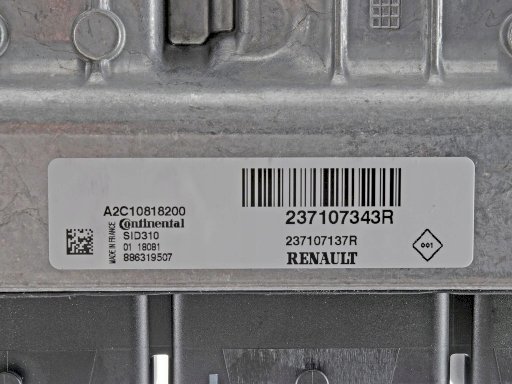 A2C10818200
Continental
SID310
01 18081
886319507
MADE IN FRANCE
237107343R
237107137R
RENAULT
001